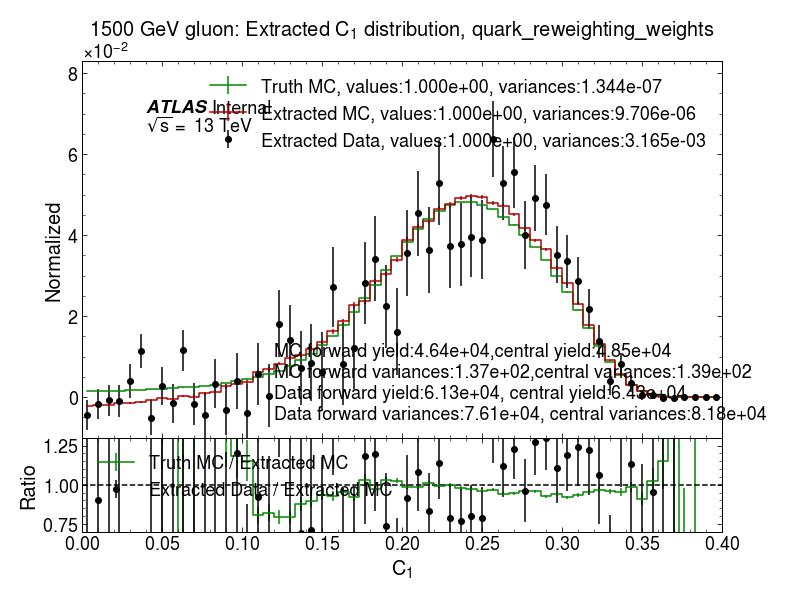 1500 GeV gluon: Extracted C₁ distribution, quark_reweighting_weights
×10⁻²
8
6
4
2
0
Normalized
Truth MC, values:1.000e+00, variances:1.344e-07
ATLAS Internal
Extracted MC, values:1.000e+00, variances:9.706e-06
√s = 13 TeV
Extracted Data, values:1.000e+00, variances:3.165e-03
MC forward yield:4.64e+04,central yield:4.85e+04
MC forward variances:1.37e+02,central variances:1.39e+02
Data forward yield:6.13e+04, central
Data forward variances:7.61e+04, central variances:8.18e+04
1.25
1.00
0.75
Ratio
Truth MC / Extracted MC
Extracted Data / Extracted MC
0.00 0.05 0.10 0.15 0.20 0.25 0.30 0.35 0.40
C₁